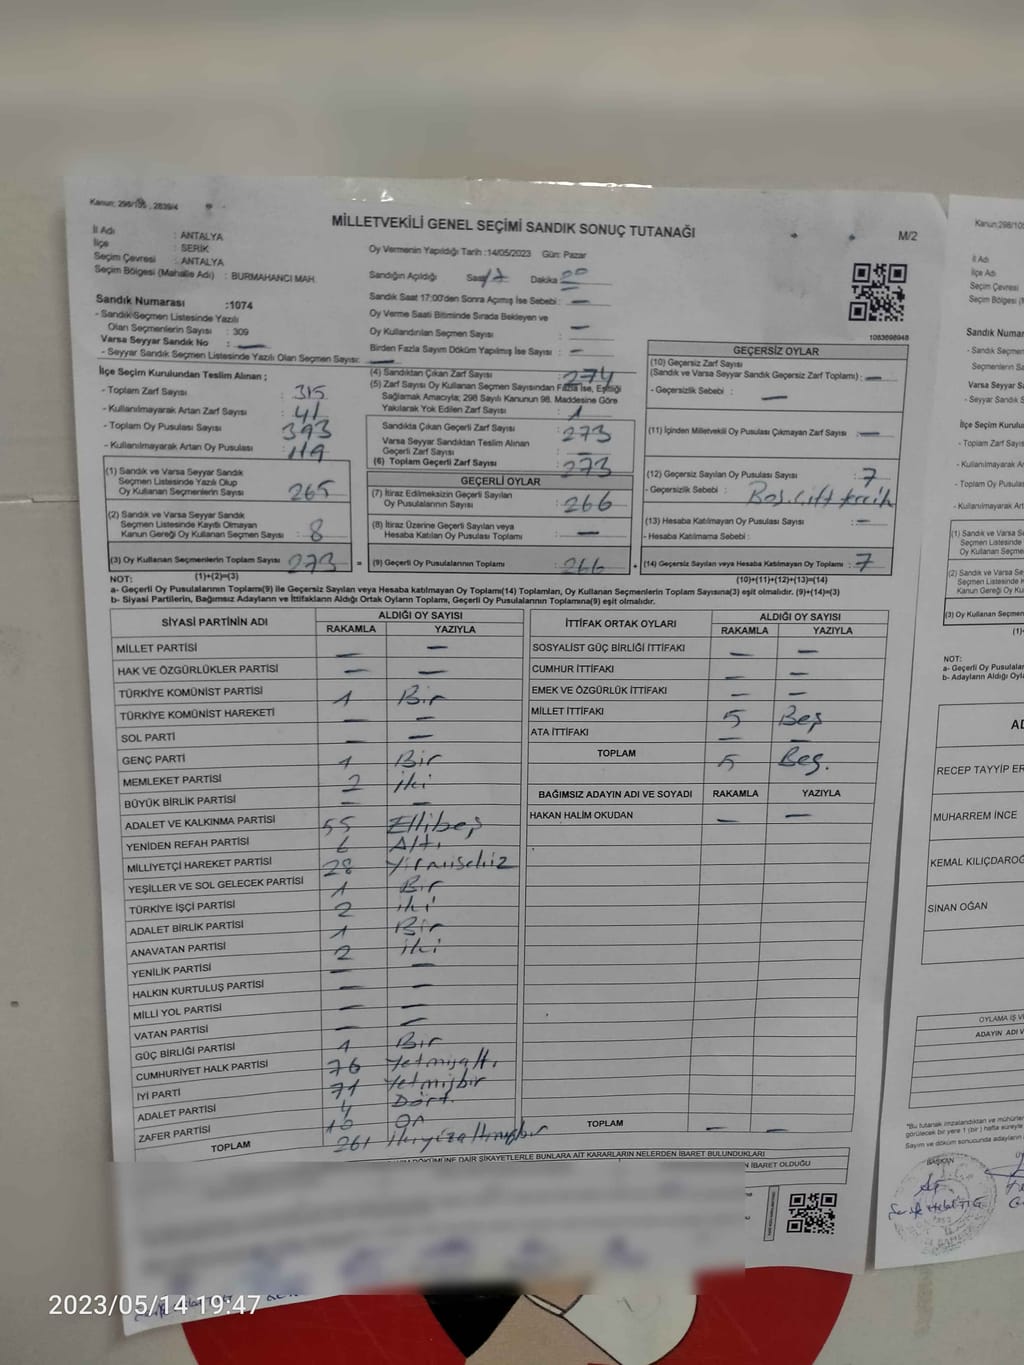 Kanun; 298/105 , 2839/4
MİLLETVEKİLİ GENEL SEÇİMİ SANDIK SONUÇ TUTANAĞI
M/2
İl Adı : ANTALYA
İlçe : SERİK
Seçim Çevresi : ANTALYA
Seçim Bölgesi (Mahalle Adı) : BURMAHANCI MAH.
Oy Vermenin Yapıldığı Tarih :14/05/2023 Gün: Pazar
Sandığın Açıldığı Saat 17 Dakika 00
Sandık Saat 17:00'den Sonra Açımış İse Sebebi : —
Oy Verme Saati Bitiminde Sırada Bekleyen ve
Oy Kullandırılan Seçmen Sayısı : —
Birden Fazla Sayım Döküm Yapılmış İse Sayısı : —
1083698948
Sandık Numarası :1074
- Sandık Seçmen Listesinde Yazılı
Olan Seçmenlerin Sayısı : 309
Varsa Seyyar Sandık No : —
- Seyyar Sandık Seçmen Listesinde Yazılı Olan Seçmen Sayısı: —
İlçe Seçim Kurulundan Teslim Alınan ;
- Toplam Zarf Sayısı : 315
- Kullanılmayarak Artan Zarf Sayısı : 41
- Toplam Oy Pusulası Sayısı : 393
- Kullanılmayarak Artan Oy Pusulası : 119
(1) Sandık ve Varsa Seyyar Sandık
Seçmen Listesinde Yazılı Olup
Oy Kullanan Seçmenlerin Sayısı : 265
(2) Sandık ve Varsa Seyyar Sandık
Seçmen Listesinde Kayıtlı Olmayan
Kanun Gereği Oy Kullanan Seçmen Sayısı : 8
(3) Oy Kullanan Seçmenlerin Toplam Sayısı : 273
(1)+(2)=(3)
(4) Sandıktan Çıkan Zarf Sayısı : 274
(5) Zarf Sayısı Oy Kullanan Seçmen Sayısından Fazla İse, Eşitliği
Sağlamak Amacıyla; 298 Sayılı Kanunun 98. Maddesine Göre
Yakılarak Yok Edilen Zarf Sayısı : 1
Sandıkta Çıkan Geçerli Zarf Sayısı : 273
Varsa Seyyar Sandıktan Teslim Alınan
Geçerli Zarf Sayısı : —
(6) Toplam Geçerli Zarf Sayısı : 273
GEÇERLİ OYLAR
(7) İtiraz Edilmeksizin Geçerli Sayılan
Oy Pusulalarının Sayısı : 266
(8) İtiraz Üzerine Geçerli Sayılan veya
Hesaba Katılan Oy Pusulası Toplamı : —
= (9) Geçerli Oy Pusulalarının Toplamı : 266
GEÇERSİZ OYLAR
(10) Geçersiz Zarf Sayısı
(Sandık ve Varsa Seyyar Sandık Geçersiz Zarf Toplamı) : —
- Geçersizlik Sebebi : —
(11) İçinden Milletvekili Oy Pusulası Çıkmayan Zarf Sayısı : —
(12) Geçersiz Sayılan Oy Pusulası Sayısı : 7
- Geçersizlik Sebebi : Boş, Çift tercih
(13) Hesaba Katılmayan Oy Pusulası Sayısı : —
- Hesaba Katılmama Sebebi :
+ (14) Geçersiz Sayılan veya Hesaba Katılmayan Oy Toplamı : 7
(10)+(11)+(12)+(13)=(14)
NOT:
a- Geçerli Oy Pusulalarının Toplamı(9) ile Geçersiz Sayılan veya Hesaba katılmayan Oy Toplamı(14) Toplamları, Oy Kullanan Seçmenlerin Toplam Sayısına(3) eşit olmalıdır. (9)+(14)=(3)
b- Siyasi Partilerin, Bağımsız Adayların ve İttifakların Aldığı Ortak Oyların Toplamı, Geçerli Oy Pusulalarının Toplamına(9) eşit olmalıdır.
SİYASİ PARTİNİN ADI ALDIĞI OY SAYISI
RAKAMLA YAZIYLA
MİLLET PARTİSİ — —
HAK VE ÖZGÜRLÜKLER PARTİSİ — —
TÜRKİYE KOMÜNİST PARTİSİ 1 Bir
TÜRKİYE KOMÜNİST HAREKETİ — —
SOL PARTİ — —
GENÇ PARTİ 1 Bir
MEMLEKET PARTİSİ 2 iki
BÜYÜK BİRLİK PARTİSİ — —
ADALET VE KALKINMA PARTİSİ 55 Ellibeş
YENİDEN REFAH PARTİSİ 6 Altı
MİLLİYETÇİ HAREKET PARTİSİ 28 Yirmisekiz
YEŞİLLER VE SOL GELECEK PARTİSİ 1 Bir
TÜRKİYE İŞÇİ PARTİSİ 2 iki
ADALET BİRLİK PARTİSİ 1 Bir
ANAVATAN PARTİSİ 2 iki
YENİLİK PARTİSİ — —
HALKIN KURTULUŞ PARTİSİ — —
MİLLİ YOL PARTİSİ — —
VATAN PARTİSİ — —
GÜÇ BİRLİĞİ PARTİSİ 1 Bir
CUMHURİYET HALK PARTİSİ 76 Yetmişaltı
İYİ PARTİ 71 Yetmişbir
ADALET PARTİSİ 4 Dört.
ZAFER PARTİSİ 10 On
TOPLAM 261 ikiyüzaltmışbir
İTTİFAK ORTAK OYLARI ALDIĞI OY SAYISI
RAKAMLA YAZIYLA
SOSYALİST GÜÇ BİRLİĞİ İTTİFAKI — —
CUMHUR İTTİFAKI — —
EMEK VE ÖZGÜRLÜK İTTİFAKI — —
MİLLET İTTİFAKI 5 Beş
ATA İTTİFAKI — —
TOPLAM 5 Beş.
BAĞIMSIZ ADAYIN ADI VE SOYADI RAKAMLA YAZIYLA
HAKAN HALİM OKUDAN — —
TOPLAM — —
DÖKÜMÜNE DAİR ŞİKAYETLERLE BUNLARA AİT KARARLARIN NELERDEN İBARET BULUNDUKLARI
N İBARET OLDUĞU
Kanun:298/10
İl Adı
İlçe Adı
Seçim Çevresi
Seçim Bölgesi
Sandık Numar
- Sandık Seçmen
Seçmenlerin Sa
Varsa Seyyar S
- Seyyar Sandık S
İlçe Seçim Kurulun
- Toplam Zarf Sayıs
- Kullanılmayarak A
- Toplam Oy Pusula
- Kullanılmayarak Art
(1) Sandık ve Varsa
Seçmen Listesinde
Oy Kullanan Seçm
(2) Sandık ve Varsa Se
Seçmen Listesinde K
Kanun Gereği Oy Ku
(3) Oy Kullanan Seçmen
(1)
NOT:
a- Geçerli Oy Pusulaların
b- Adayların Aldığı Oyla
AD
RECEP TAYYİP ER
MUHARREM İNCE
KEMAL KILIÇDAROĞ
SİNAN OĞAN
OYLAMA İŞ V
ADAYIN ADI V
"Bu tutanak imzalandıktan ve mühürle
görülecek bir yere 1 (bir) hafta süreyle
Sayım ve döküm sonucunda adayların
BAŞKAN
2023/05/14 19:47